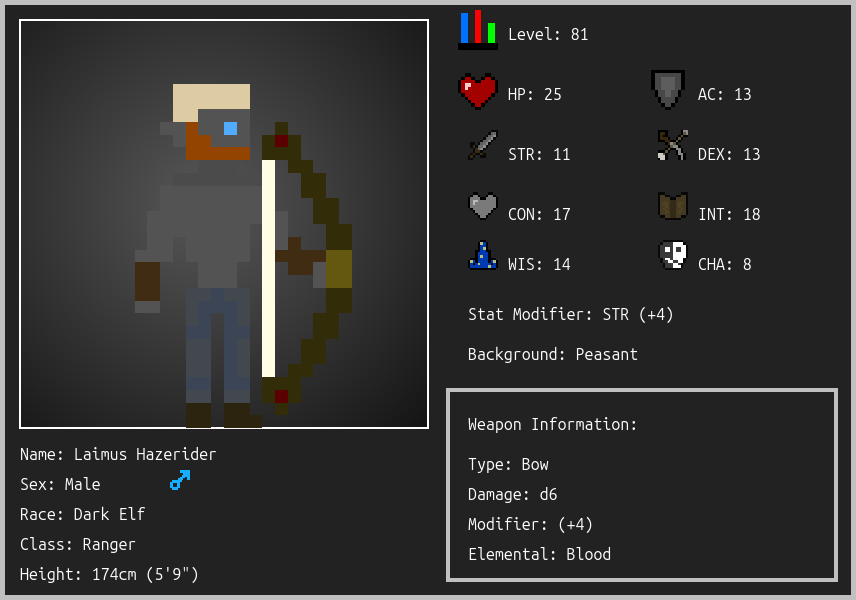 Level: 81
HP: 25
AC: 13
STR: 11
DEX: 13
CON: 17
INT: 18
WIS: 14
CHA: 8
Stat Modifier: STR (+4)
Background: Peasant
Weapon Information:
Type: Bow
Damage: d6
Modifier: (+4)
Elemental: Blood
Name: Laimus Hazerider
Sex: Male
Race: Dark Elf
Class: Ranger
Height: 174cm (5'9")